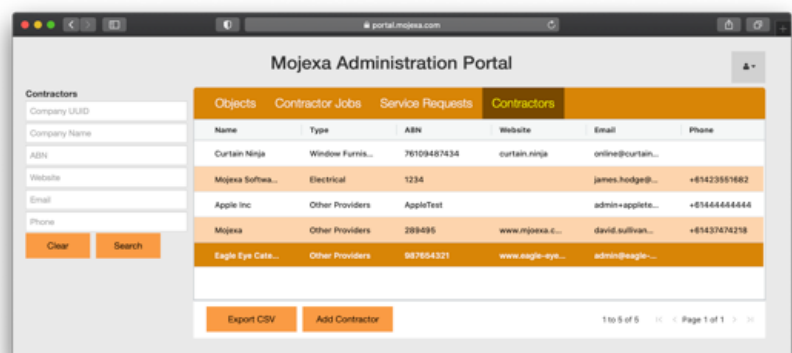 portal.mojexa.com
Mojexa Administration Portal
Contractors
Company UUID
Company Name
ABN
Website
Email
Phone
Clear Search
Objects Contractor Jobs Service Requests Contractors
Name Type ABN Website Email Phone
Curtain Ninja Window Furnis... 76109487434 curtain.ninja online@curtain...
Mojexa Softwa... Electrical 1234 james.hodge@... +61423551682
Apple Inc Other Providers AppleTest admin+applete... +61444444444
Mojexa Other Providers 289495 www.mjoexa.c... david.sullivan... +61437474218
Eagle Eye Cate... Other Providers 987654321 www.eagle-eye... admin@eagle-...
Export CSV Add Contractor 1 to 5 of 5 Page 1 of 1